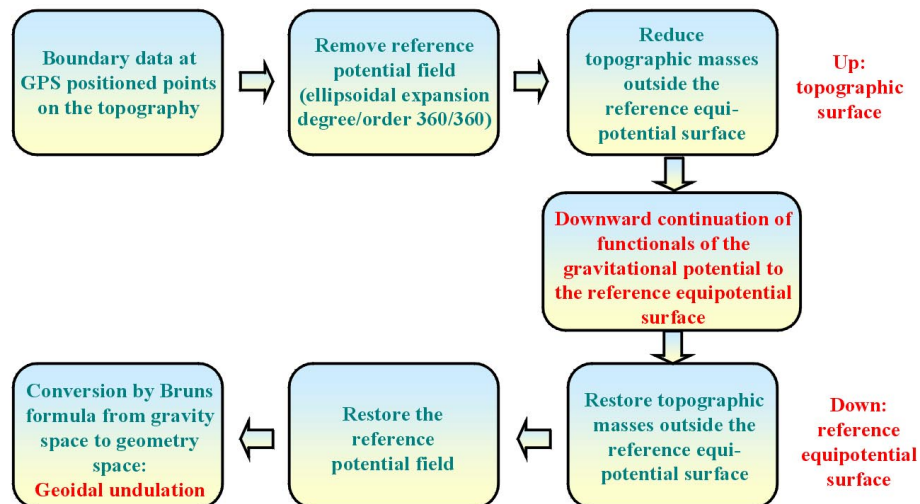 Boundary data at
GPS positioned points
on the topography
Remove reference
potential field
(ellipsoidal expansion
degree/order 360/360)
Reduce
topographic masses
outside the
reference equi-
potential surface
Up:
topographic
surface
Downward continuation of
functionals of the
gravitational potential to
the reference equipotential
surface
Restore topographic
masses outside the
reference equi-
potential surface
Down:
reference
equipotential
surface
Restore the
reference
potential field
Conversion by Bruns
formula from gravity
space to geometry
space:
Geoidal undulation